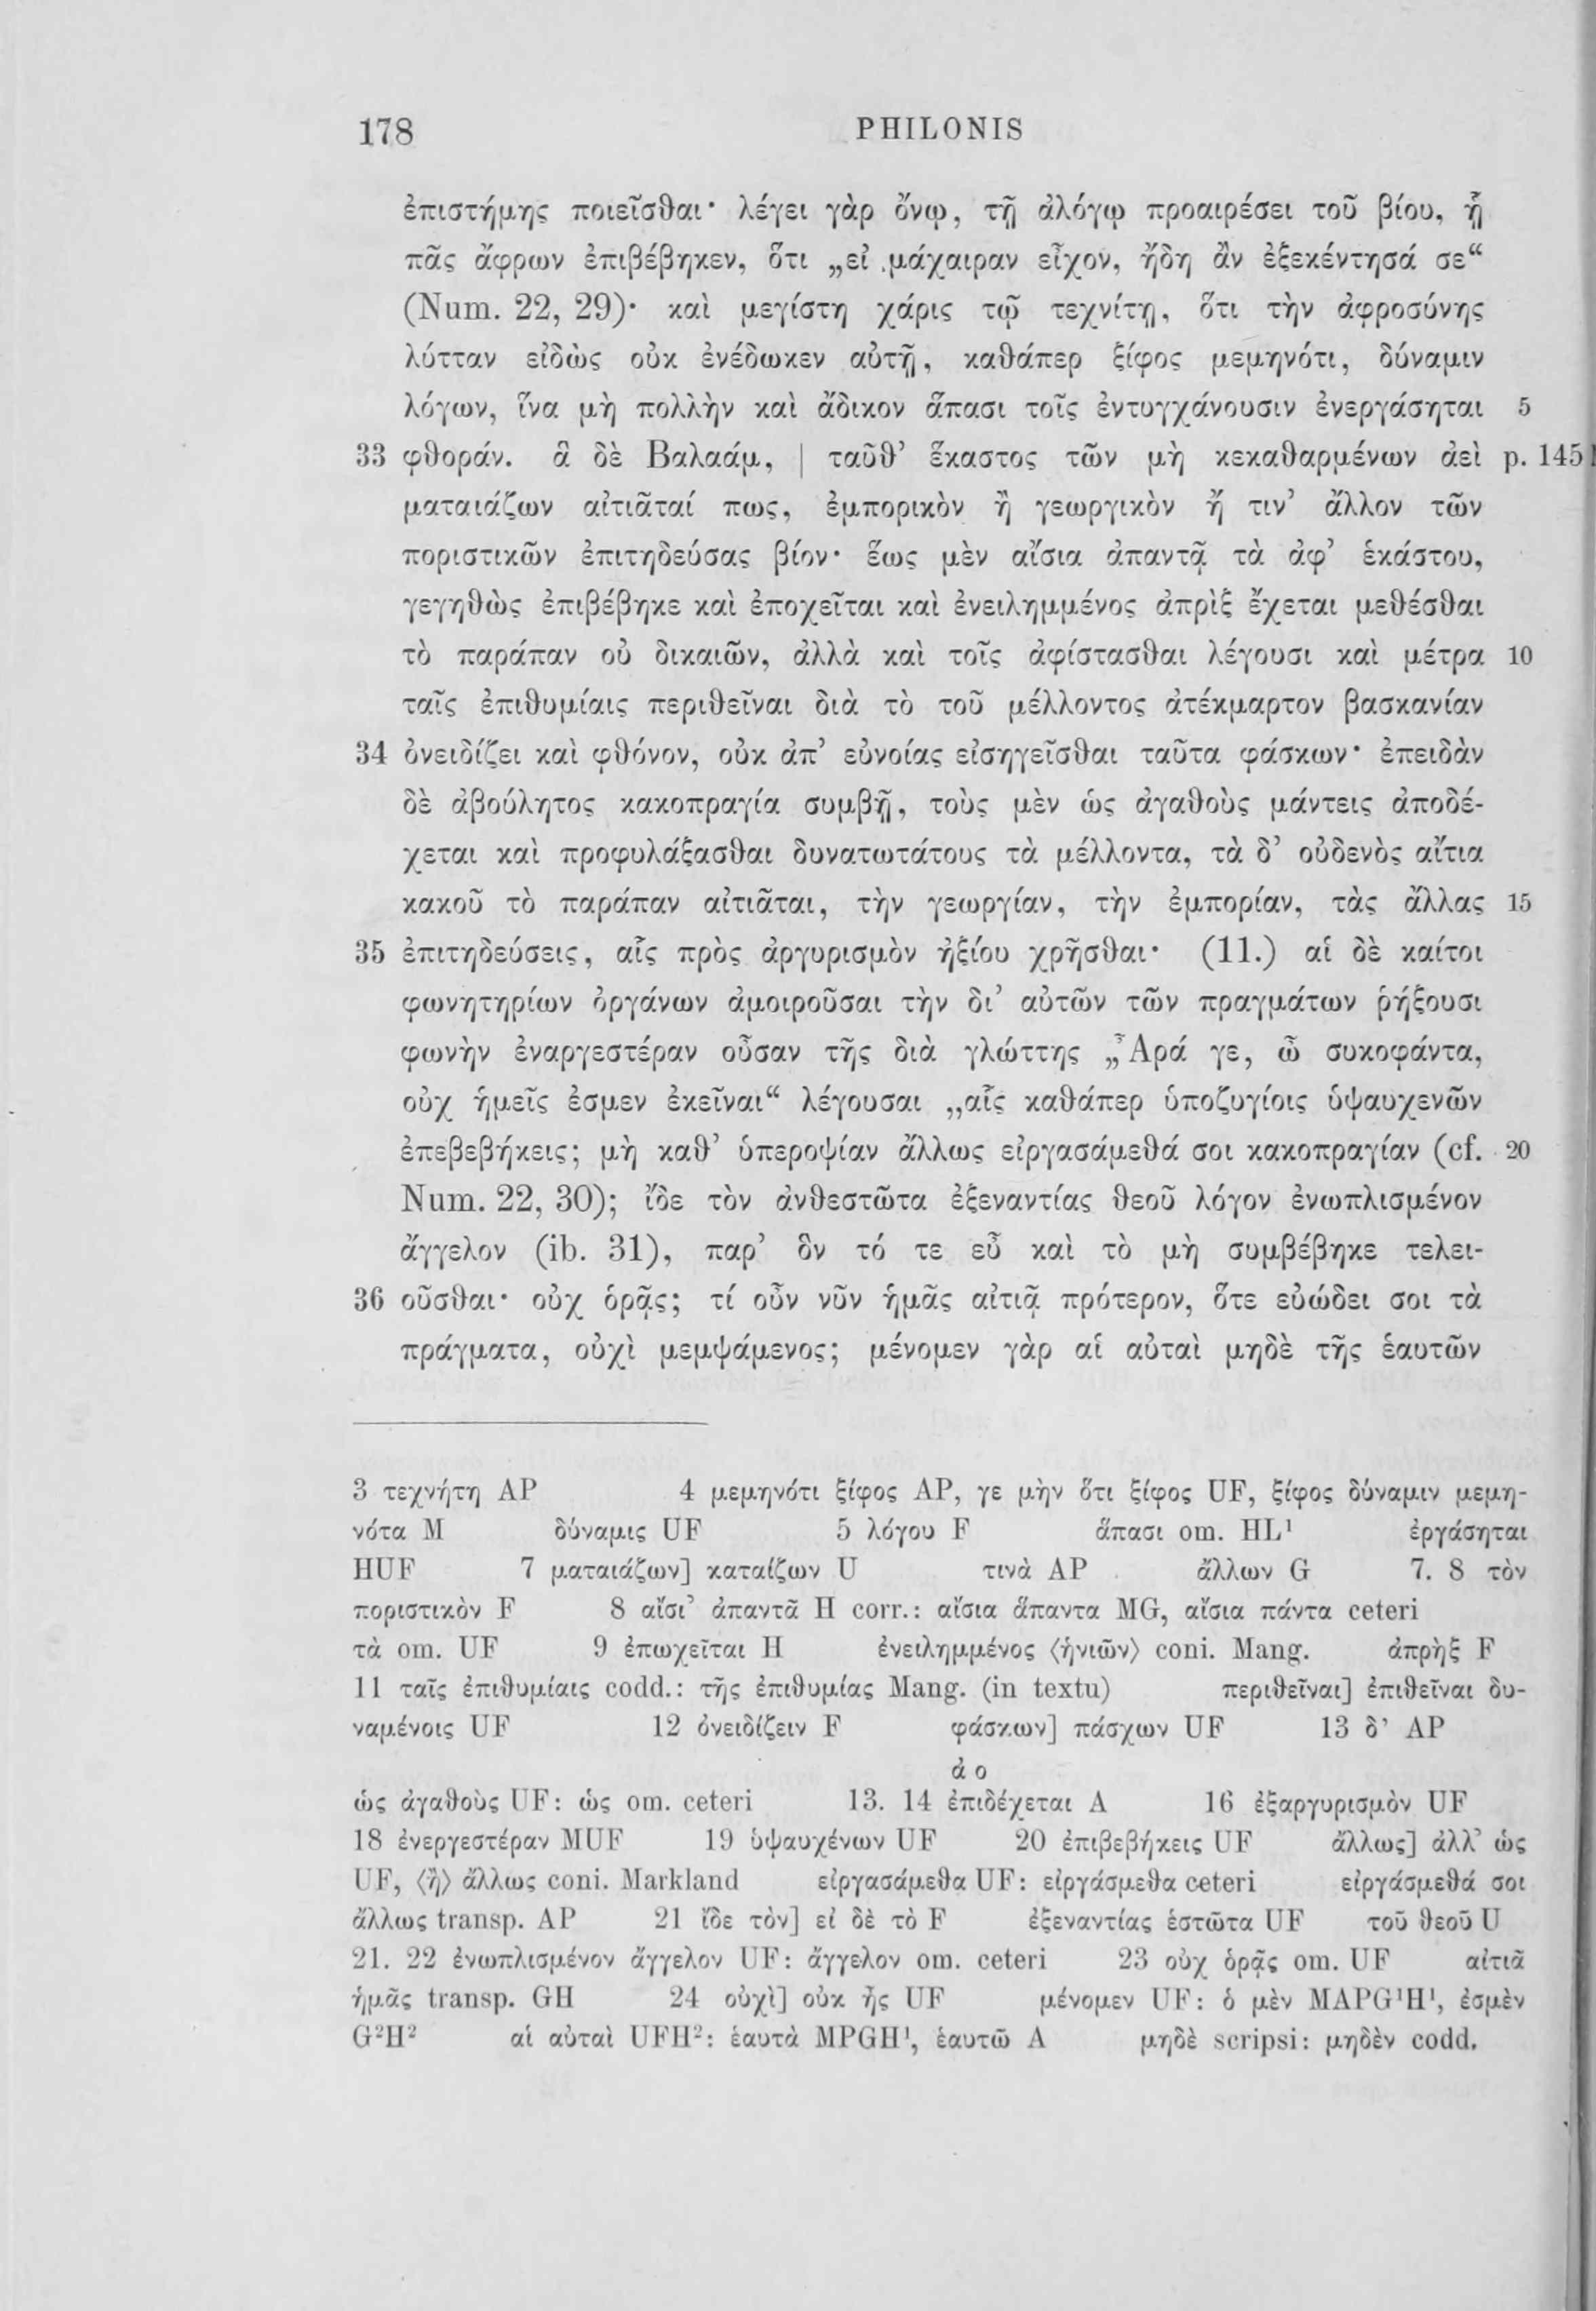 178 PHILONIS
ἐπιστήμης ποιεῖσθαι· λέγει γὰρ ὄνῳ, τῇ ἀλόγῳ προαιρέσει τοῦ βίου, ᾗ
πᾶς ἄφρων ἐπιβέβηκεν, ὅτι „εἰ μάχαιραν εἶχον, ἤδη ἂν ἐξεκέντησά σε“
(Num. 22, 29)· καὶ μεγίστη χάρις τῷ τεχνίτῃ, ὅτι τὴν ἀφροσύνης
λύτταν εἰδὼς οὐκ ἐνέδωκεν αὐτῇ, καθάπερ ξίφος μεμηνότι, δύναμιν
λόγων, ἵνα μὴ πολλὴν καὶ ἄδικον ἅπασι τοῖς ἐντυγχάνουσιν ἐνεργάσηται 5
33 φθοράν. ἃ δὲ Βαλαάμ, | ταῦθ’ ἕκαστος τῶν μὴ κεκαθαρμένων ἀεὶ p. 145
ματαιάζων αἰτιᾶταί πως, ἐμπορικὸν ἢ γεωργικὸν ἤ τιν’ ἄλλον τῶν
ποριστικῶν ἐπιτηδεύσας βίον· ἕως μὲν αἴσια ἀπαντᾷ τὰ ἀφ’ ἑκάστου,
γεγηθὼς ἐπιβέβηκε καὶ ἐποχεῖται καὶ ἐνειλημμένος ἀπρὶξ ἔχεται μεθέσθαι
τὸ παράπαν οὐ δικαιῶν, ἀλλὰ καὶ τοῖς ἀφίστασθαι λέγουσι καὶ μέτρα 10
ταῖς ἐπιθυμίαις περιθεῖναι διὰ τὸ τοῦ μέλλοντος ἀτέκμαρτον βασκανίαν
34 ὀνειδίζει καὶ φθόνον, οὐκ ἀπ’ εὐνοίας εἰσηγεῖσθαι ταῦτα φάσκων· ἐπειδὰν
δὲ ἀβούλητος κακοπραγία συμβῇ, τοὺς μὲν ὡς ἀγαθοὺς μάντεις ἀποδέ-
χεται καὶ προφυλάξασθαι δυνατωτάτους τὰ μέλλοντα, τὰ δ’ οὐδενὸς αἴτια
κακοῦ τὸ παράπαν αἰτιᾶται, τὴν γεωργίαν, τὴν ἐμπορίαν, τὰς ἄλλας 15
35 ἐπιτηδεύσεις, αἷς πρὸς ἀργυρισμὸν ἠξίου χρῆσθαι· (11.) αἱ δὲ καίτοι
φωνητηρίων ὀργάνων ἀμοιροῦσαι τὴν δι’ αὐτῶν τῶν πραγμάτων ῥήξουσι
φωνὴν ἐναργεστέραν οὖσαν τῆς διὰ γλώττης „Ἆρά γε, ὦ συκοφάντα,
οὐχ ἡμεῖς ἐσμεν ἐκεῖναι“ λέγουσαι „αἷς καθάπερ ὑποζυγίοις ὑψαυχενῶν
ἐπεβεβήκεις; μὴ καθ’ ὑπεροψίαν ἄλλως εἰργασάμεθά σοι κακοπραγίαν (cf. 20
Num. 22, 30); ἴδε τὸν ἀνθεστῶτα ἐξεναντίας θεοῦ λόγον ἐνωπλισμένον
ἄγγελον (ib. 31), παρ’ ὃν τό τε εὖ καὶ τὸ μὴ συμβέβηκε τελει-
36 οῦσθαι· οὐχ ὁρᾷς; τί οὖν νῦν ἡμᾶς αἰτιᾷ πρότερον, ὅτε εὐώδει σοι τὰ
πράγματα, οὐχὶ μεμψάμενος; μένομεν γὰρ αἱ αὐταὶ μηδὲ τῆς ἑαυτῶν
3 τεχνήτη AP 4 μεμηνότι ξίφος AP, γε μὴν ὅτι ξίφος UF, ξίφος δύναμιν μεμη-
νότα M δύναμις UF 5 λόγου F ἅπασι om. HL¹ ἐργάσηται
HUF 7 ματαιάζων] καταίζων U τινὰ AP ἄλλων G 7. 8 τὸν
ποριστικὸν F 8 αἴσι’ ἀπαντᾶ H corr.: αἴσια ἅπαντα MG, αἴσια πάντα ceteri
τὰ om. UF 9 ἐπωχεῖται H ἐνειλημμένος ⟨ἡνιῶν⟩ coni. Mang. ἀπρὴξ F
11 ταῖς ἐπιθυμίαις codd.: τῆς ἐπιθυμίας Mang. (in textu) περιθεῖναι] ἐπιθεῖναι δυ-
ναμένοις UF 12 ὀνειδίζειν F φάσκων] πάσχων UF 13 δ’ AP
ἀ ο
ὡς ἀγαθοὺς UF: ὡς om. ceteri 13. 14 ἐπιδέχεται A 16 ἐξαργυρισμὸν UF
18 ἐνεργεστέραν MUF 19 ὑψαυχένων UF 20 ἐπιβεβήκεις UF ἄλλως] ἀλλ’ ὡς
UF, ⟨ἢ⟩ ἄλλως coni. Markland εἰργασάμεθα UF: εἰργάσμεθα ceteri εἰργάσμεθά σοι
ἄλλως transp. AP 21 ἴδε τὸν] εἰ δὲ τὸ F ἐξεναντίας ἑστῶτα UF τοῦ θεοῦ U
21. 22 ἐνωπλισμένον ἄγγελον UF: ἄγγελον om. ceteri 23 οὐχ ὁρᾷς om. UF αἰτιᾶ
ἡμᾶς transp. GH 24 οὐχὶ] οὐκ ἧς UF μένομεν UF: ὁ μὲν MAPG¹H¹, ἐσμὲν
G²H² αἱ αὐταὶ UFH²: ἑαυτὰ MPGH¹, ἑαυτῶ A μηδὲ scripsi: μηδὲν codd.